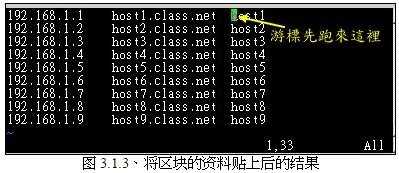 192.168.1.1 host1.class.net host1
192.168.1.2 host2.class.net host2
游標先跑來這裡
192.168.1.3 host3.class.net host3
192.168.1.4 host4.class.net host4
192.168.1.5 host5.class.net host5
192.168.1.6 host6.class.net host6
192.168.1.7 host7.class.net host7
192.168.1.8 host8.class.net host8
192.168.1.9 host9.class.net host9
~
1,33 All
图 3.1.3、将区块的资料贴上后的结果